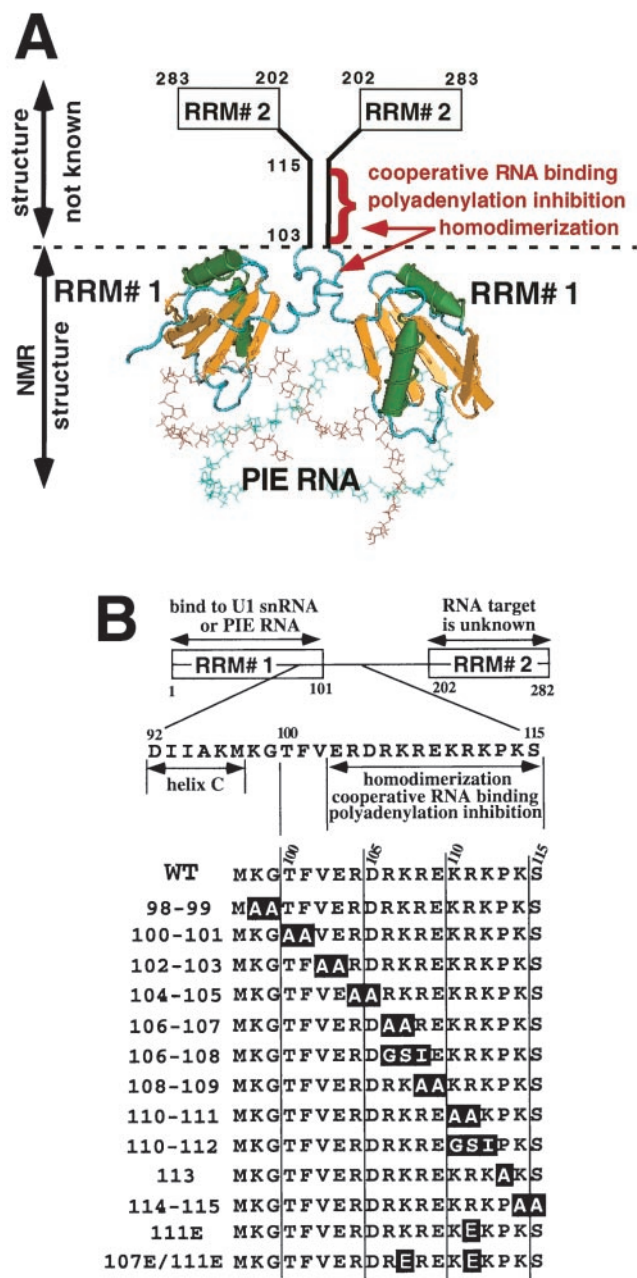 A
283 202 202 283
RRM# 2 RRM# 2
structure
not known
115
cooperative RNA binding
polyadenylation inhibition
homodimerization
103
RRM# 1 RRM# 1
NMR
structure
PIE RNA
B
bind to U1 snRNA
or PIE RNA
RNA target
is unknown
RRM# 1 RRM# 2
1 101 202 282
92 100 115
DIIAKMKGTFVERDRKREKRKPKS
helix C
homodimerization
cooperative RNA binding
polyadenylation inhibition
100 105 110 115
WT MKGTFVERDRKREKRKPKS
98-99 MAATFVERDRKREKRKPKS
100-101 MKGAAVERDRKREKRKPKS
102-103 MKGTFAARDRKREKRKPKS
104-105 MKGTFVEAARKREKRKPKS
106-107 MKGTFVERDAAREKRKPKS
106-108 MKGTFVERDGSIEKRKPKS
108-109 MKGTFVERDRKAAKRKPKS
110-111 MKGTFVERDRKREAAKPKS
110-112 MKGTFVERDRKREGSIPKS
113 MKGTFVERDRKREKRKAKS
114-115 MKGTFVERDRKREKRKPAA
111E MKGTFVERDRKREKEKPKS
107E/111E MKGTFVERDREREKEKPKS